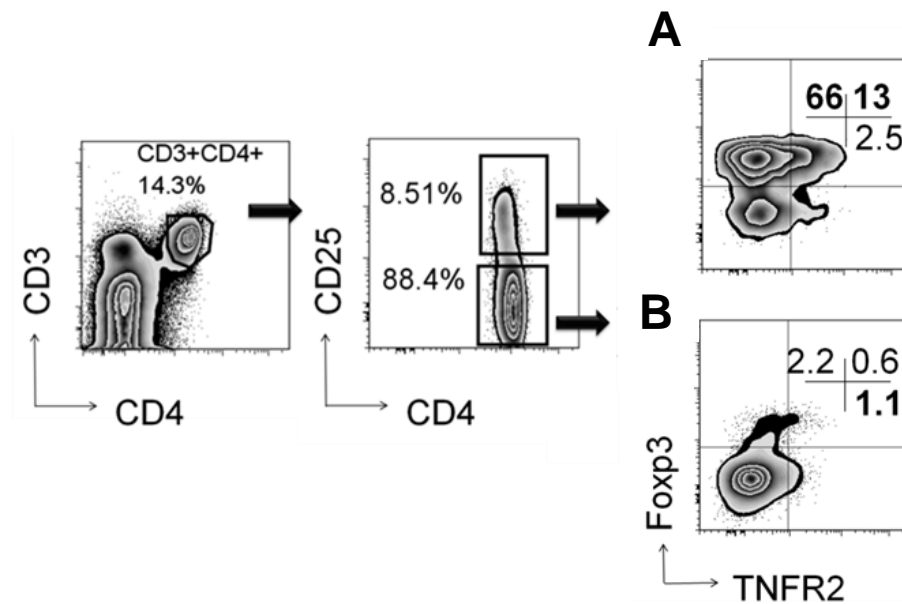 A
66 13
2.5
CD3+CD4+
14.3%
CD3
CD4
8.51%
88.4%
CD25
CD4
B
2.2 0.6
1.1
Foxp3
TNFR2